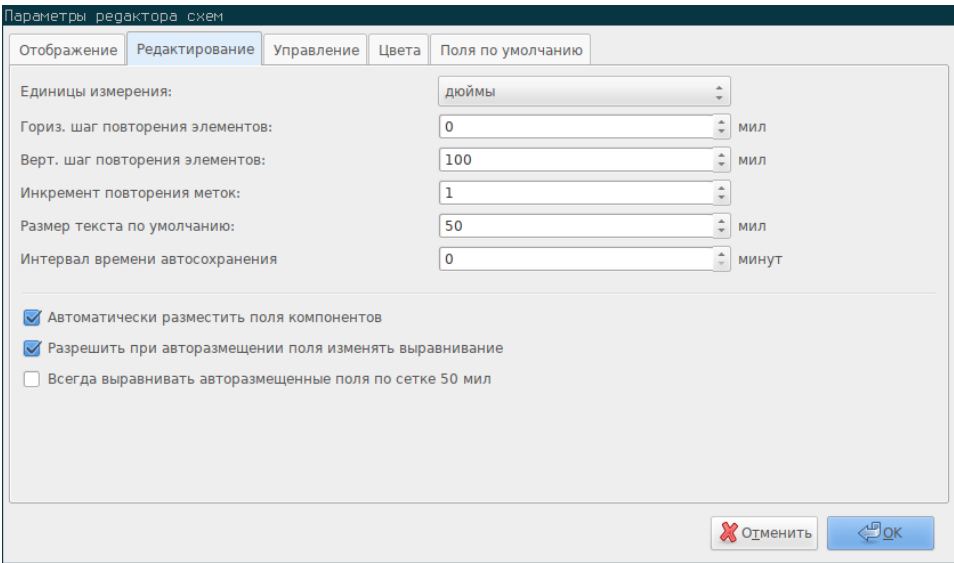 Параметры редактора схем
Отображение Редактирование Управление Цвета Поля по умолчанию
Единицы измерения: дюймы
Гориз. шаг повторения элементов: 0 мил
Верт. шаг повторения элементов: 100 мил
Инкремент повторения меток: 1
Размер текста по умолчанию: 50 мил
Интервал времени автосохранения 0 минут
Автоматически разместить поля компонентов
Разрешить при авторазмещении поля изменять выравнивание
Всегда выравнивать авторазмещенные поля по сетке 50 мил
Отменить OK